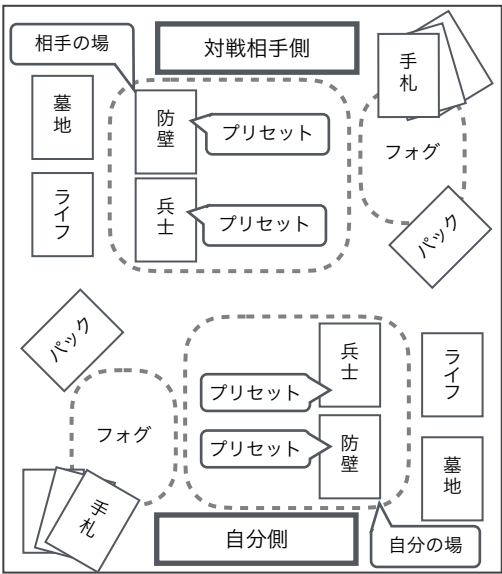 相手の場
対戦相手側
手札
墓地
防壁
プリセット
フォグ
ライフ
兵士
プリセット
パック
パック
兵士
ライフ
プリセット
フォグ
プリセット
防壁
墓地
手札
自分側
自分の場